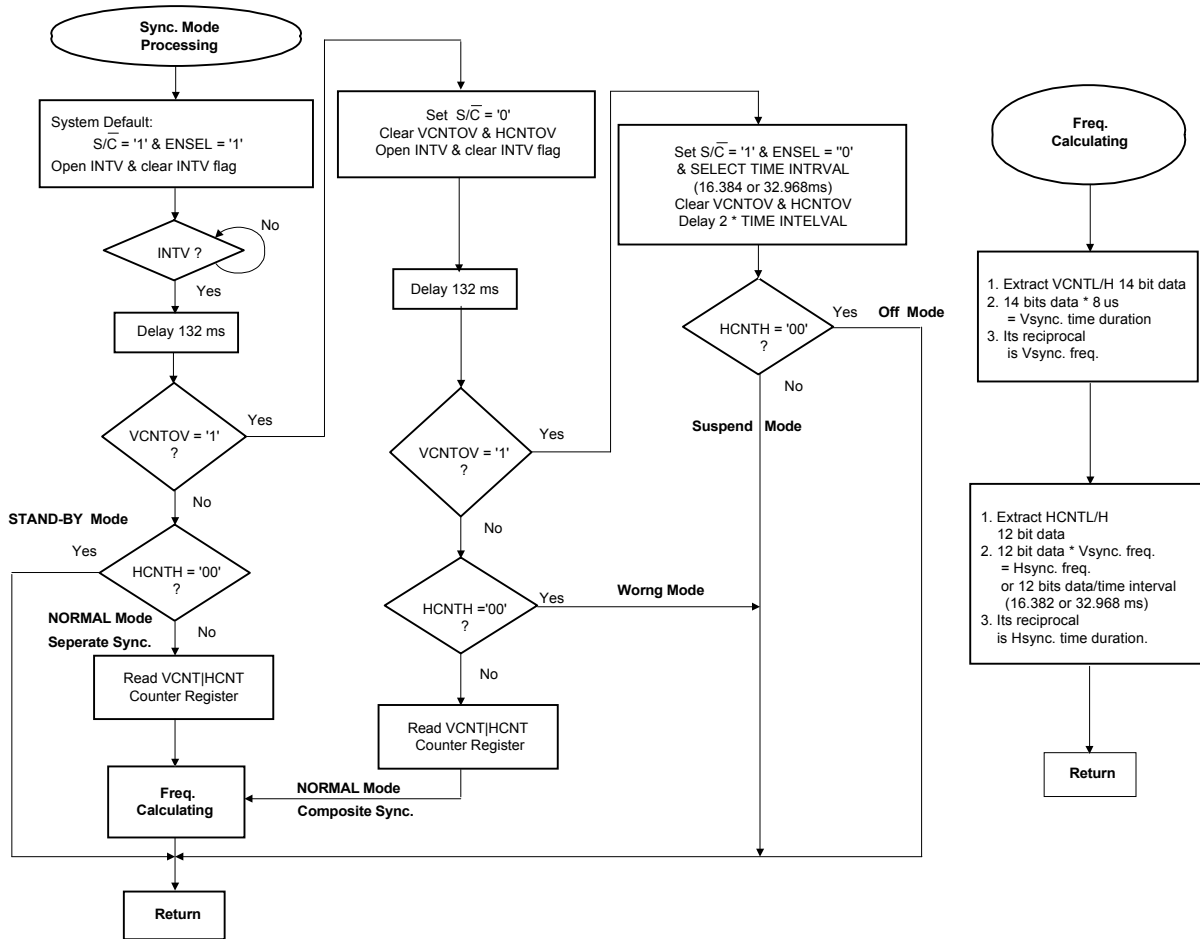 Sync. Mode
Processing
System Default:
S/C̅ = '1' & ENSEL = '1'
Open INTV & clear INTV flag
No
INTV ?
Yes
Delay 132 ms
VCNTOV = '1'
?
Yes
No
STAND-BY Mode
Yes
HCNTH = '00'
?
NORMAL Mode
Seperate Sync.
No
Read VCNT|HCNT
Counter Register
Freq.
Calculating
Return
Set S/C̅ = '0'
Clear VCNTOV & HCNTOV
Open INTV & clear INTV flag
Delay 132 ms
VCNTOV = '1'
?
Yes
No
HCNTH ='00'
?
Yes
Worng Mode
No
Read VCNT|HCNT
Counter Register
NORMAL Mode
Composite Sync.
Set S/C̅ = '1' & ENSEL = "0'
& SELECT TIME INTRVAL
(16.384 or 32.968ms)
Clear VCNTOV & HCNTOV
Delay 2 * TIME INTELVAL
HCNTH = '00'
?
Yes
Off Mode
No
Suspend Mode
Freq.
Calculating
1. Extract VCNTL/H 14 bit data
2. 14 bits data * 8 us
= Vsync. time duration
3. Its reciprocal
is Vsync. freq.
1. Extract HCNTL/H
12 bit data
2. 12 bit data * Vsync. freq.
= Hsync. freq.
or 12 bits data/time interval
(16.382 or 32.968 ms)
3. Its reciprocal
is Hsync. time duration.
Return